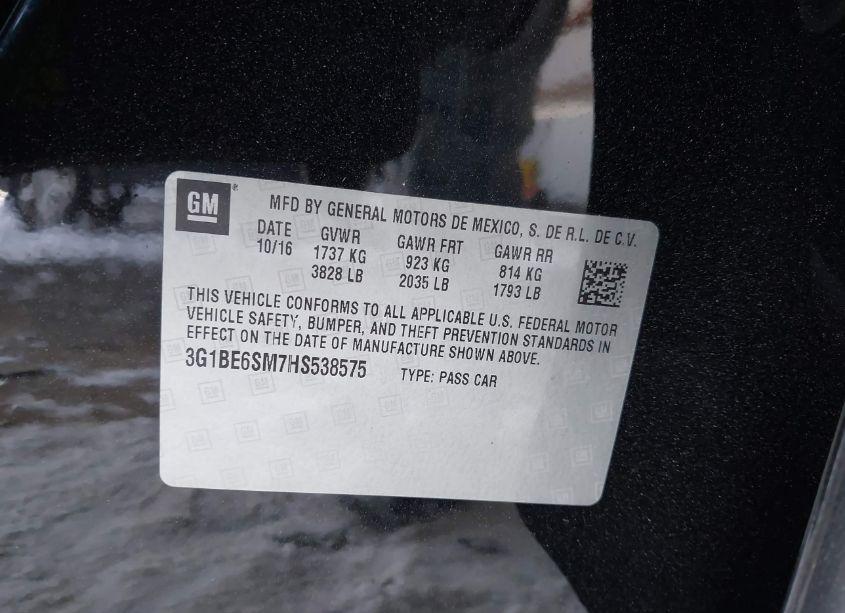 GM ®
MFD BY GENERAL MOTORS DE MEXICO, S. DE R.L. DE C.V.
DATE GVWR GAWR FRT GAWR RR
10/16 1737 KG 923 KG 814 KG
3828 LB 2035 LB 1793 LB
THIS VEHICLE CONFORMS TO ALL APPLICABLE U.S. FEDERAL MOTOR
VEHICLE SAFETY, BUMPER, AND THEFT PREVENTION STANDARDS IN
EFFECT ON THE DATE OF MANUFACTURE SHOWN ABOVE.
3G1BE6SM7HS538575 TYPE: PASS CAR